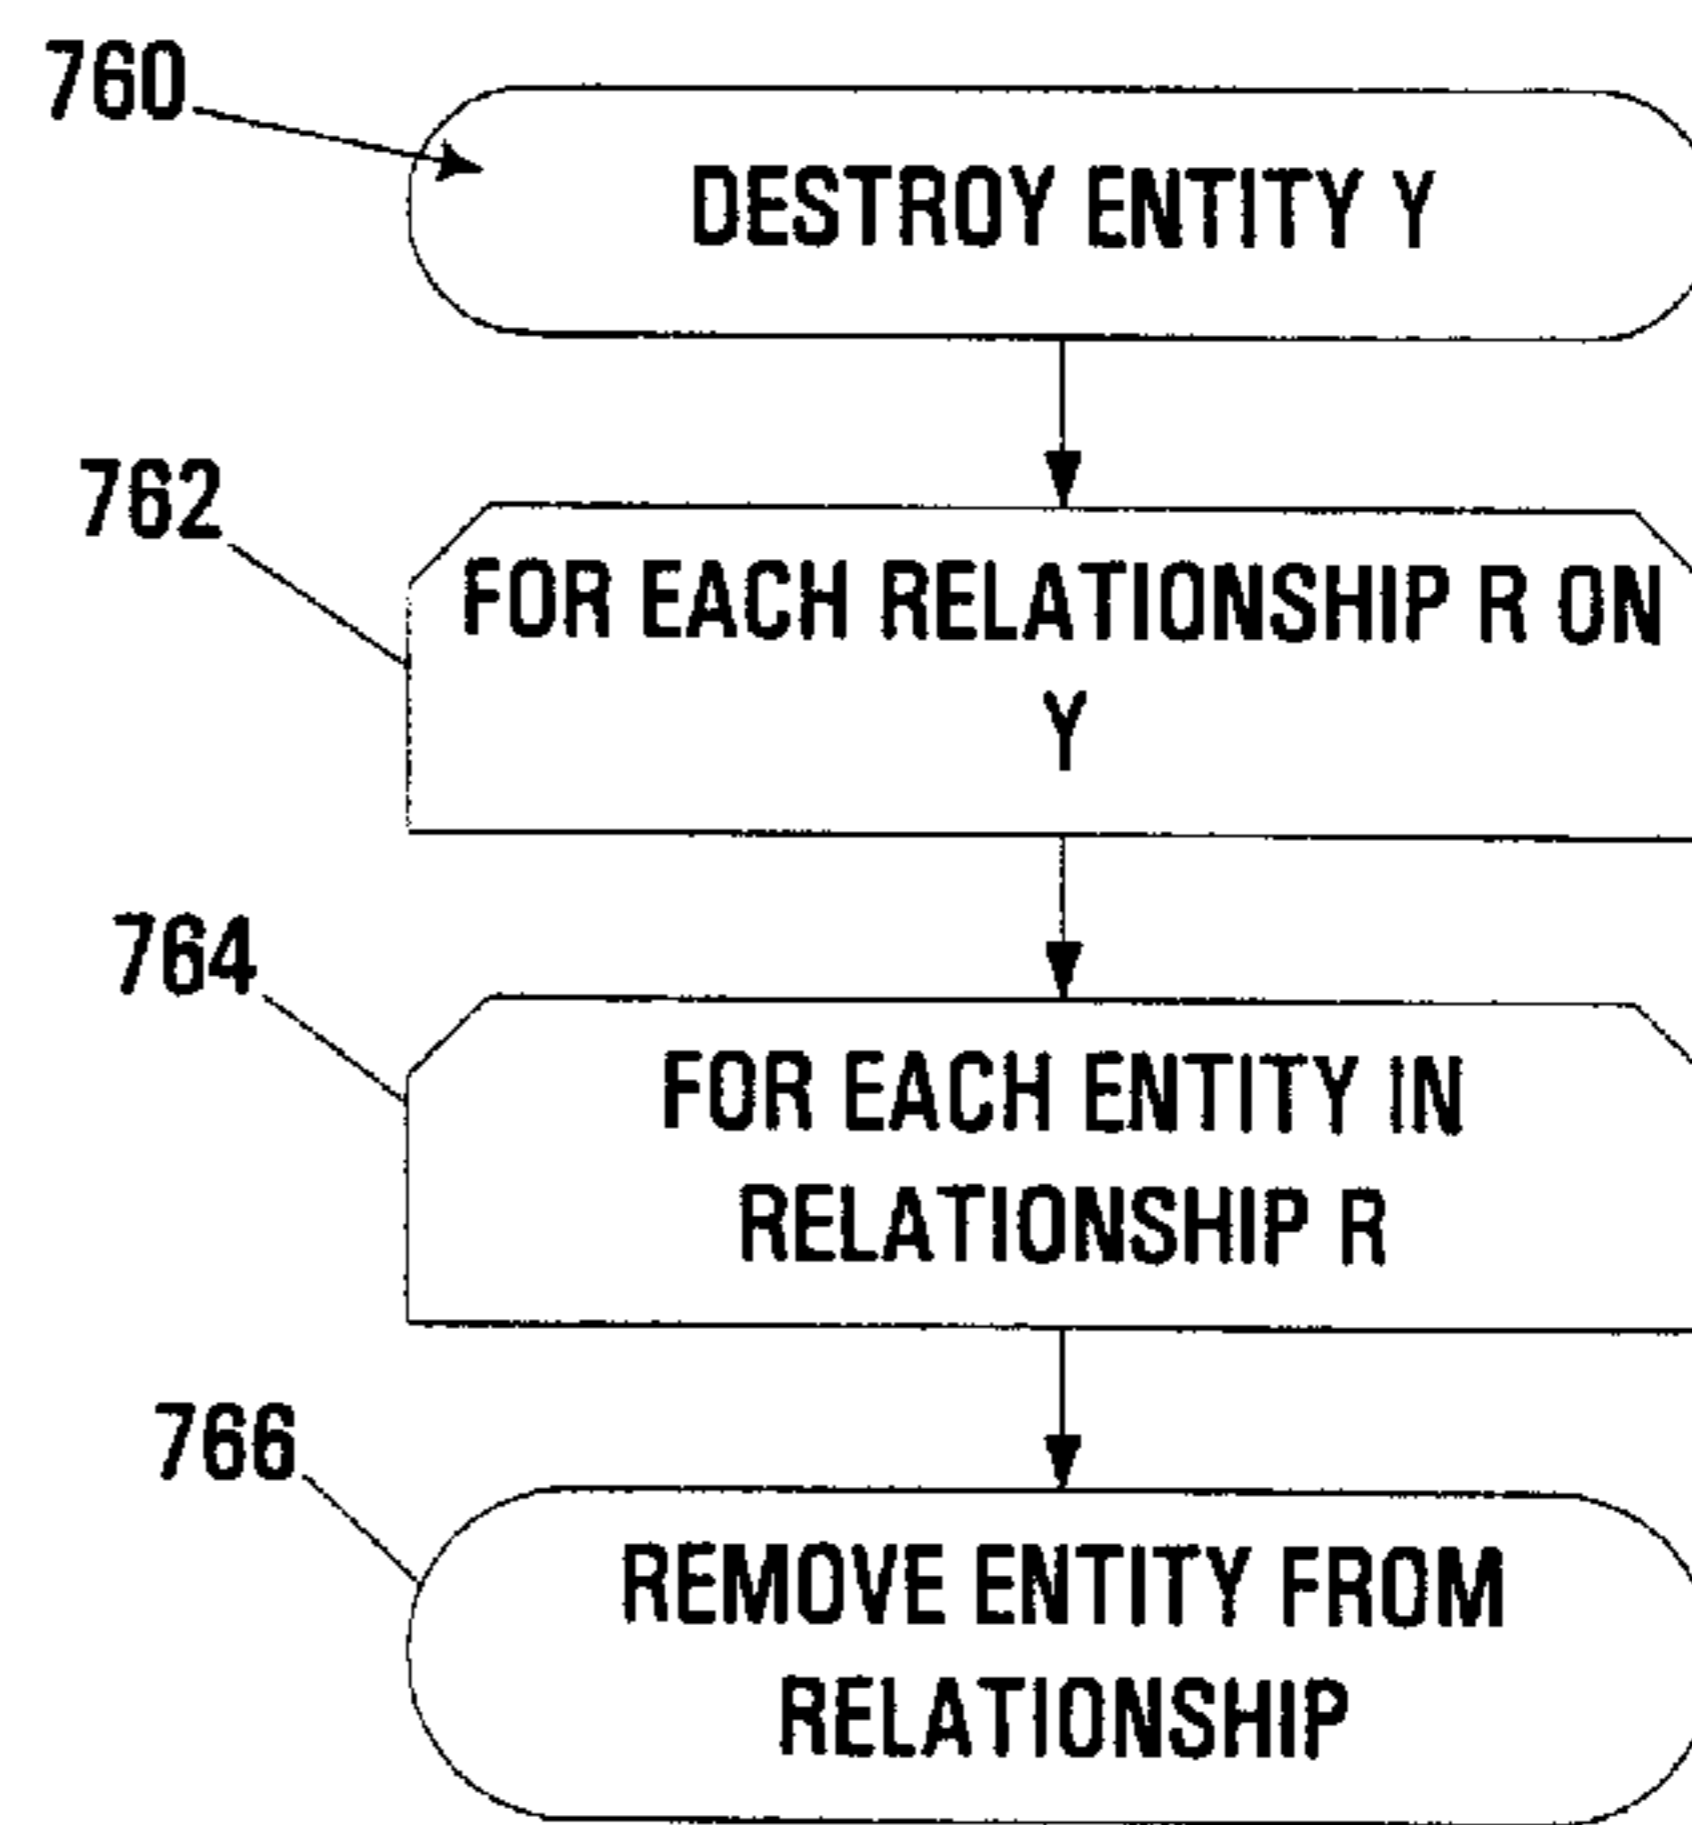 760
DESTROY ENTITY Y
762
FOR EACH RELATIONSHIP R ON
Y
764
FOR EACH ENTITY IN
RELATIONSHIP R
766
REMOVE ENTITY FROM
RELATIONSHIP